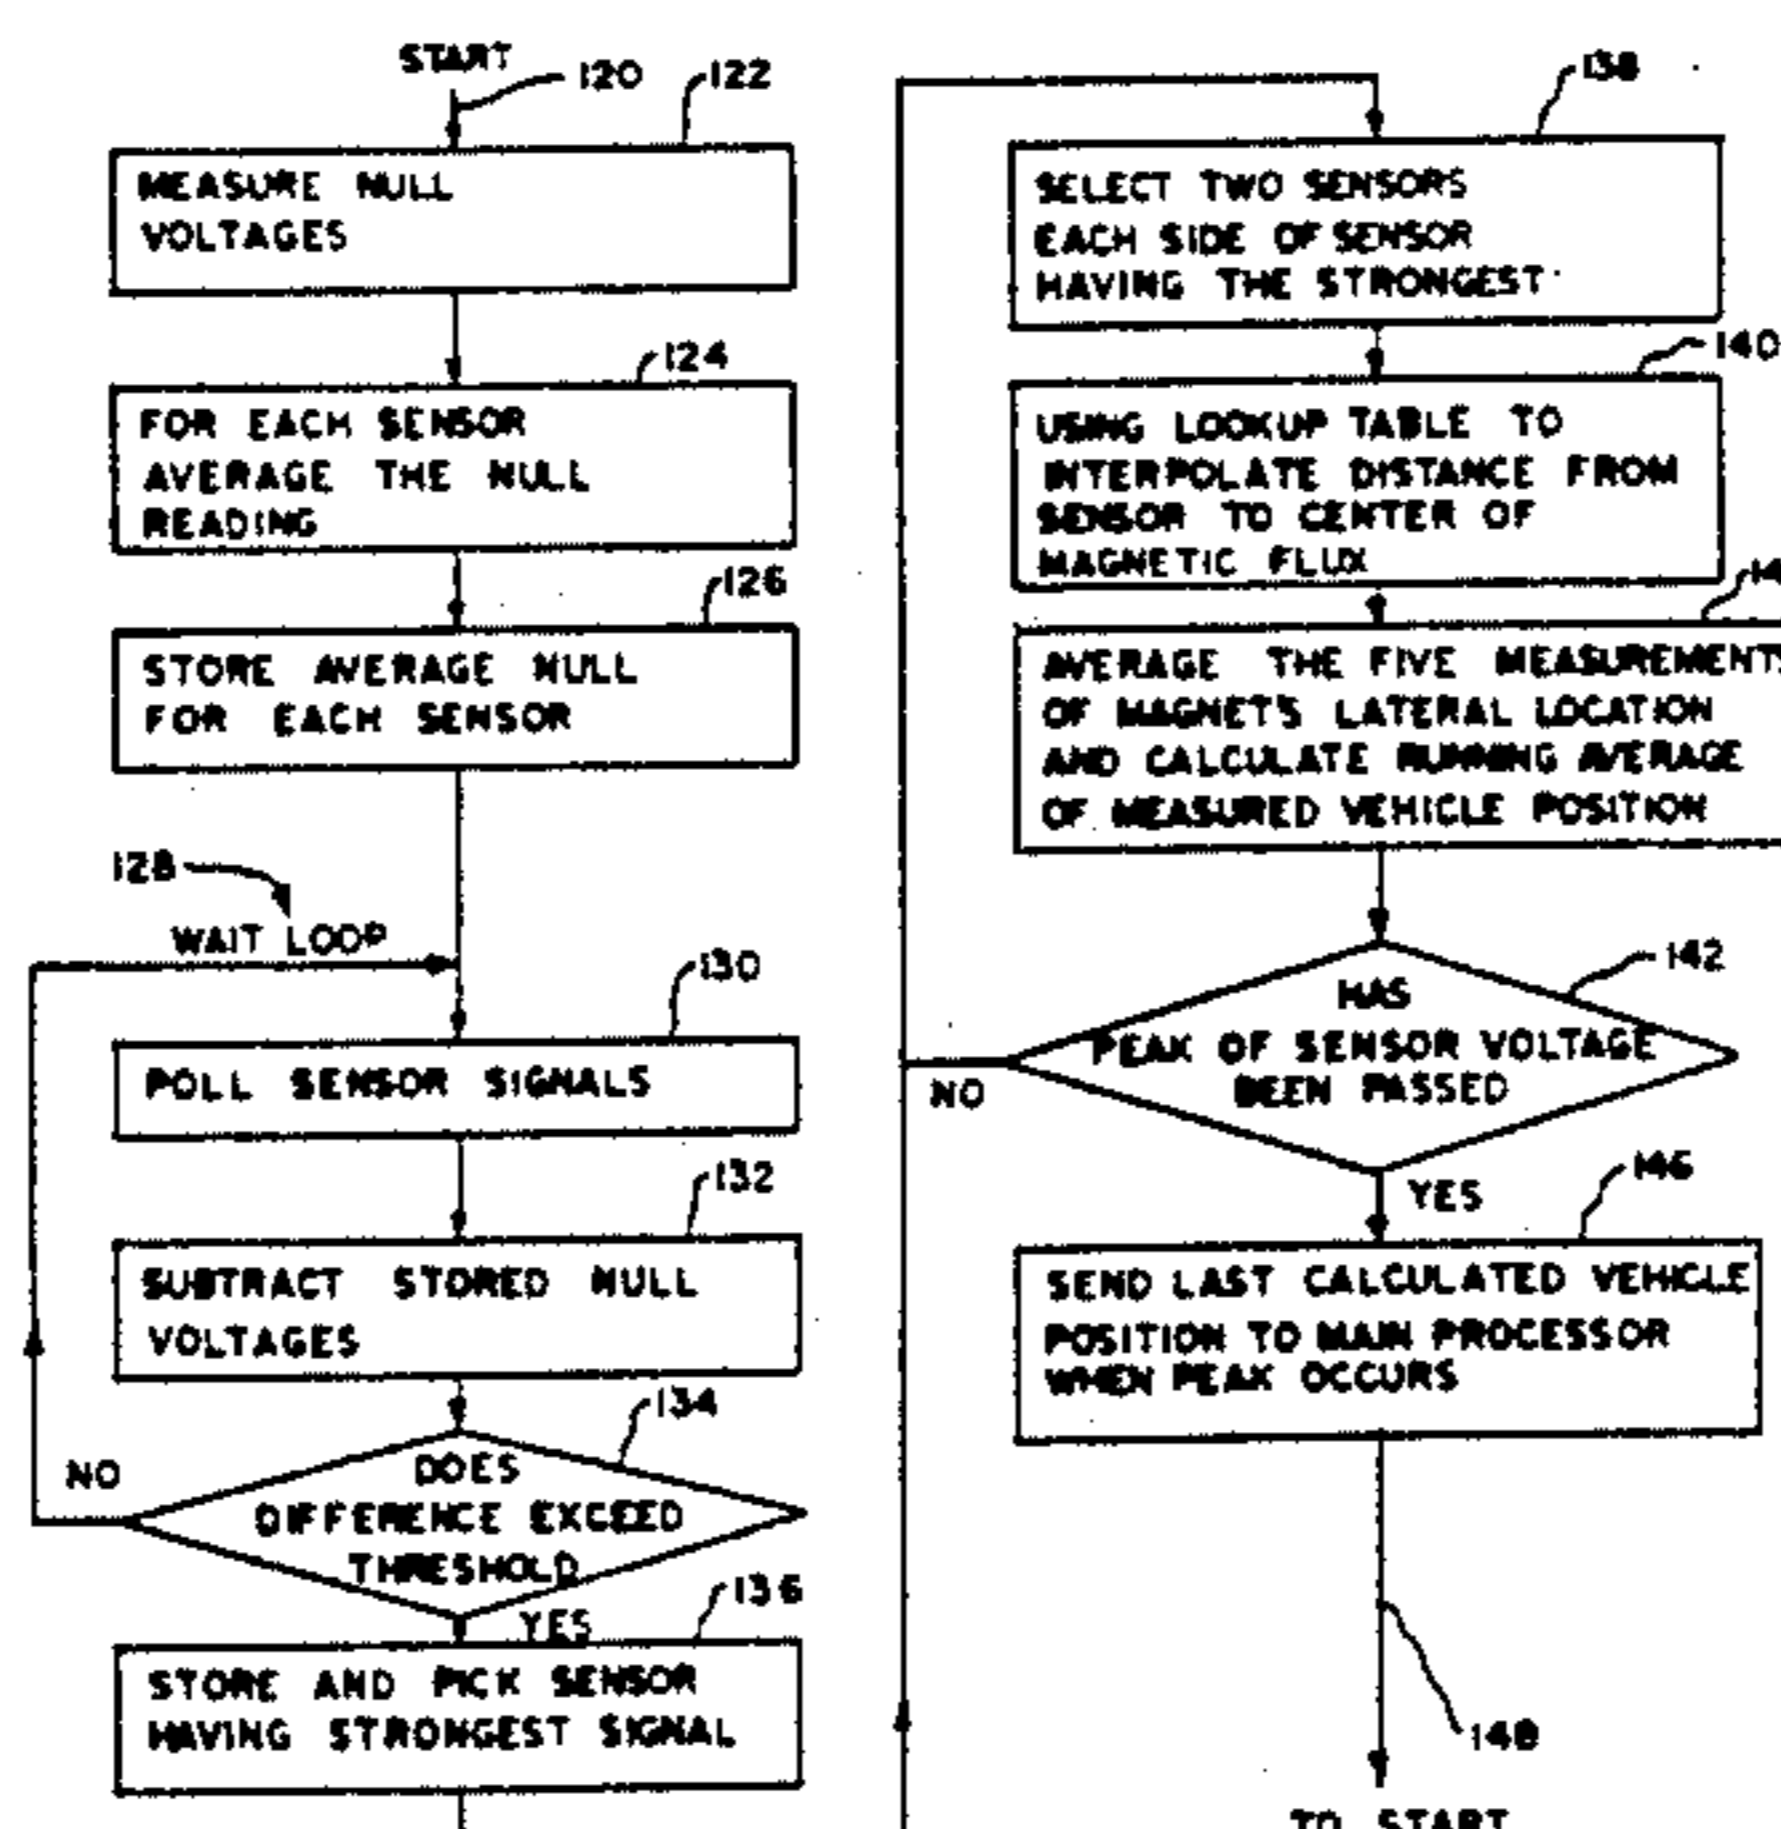 START
120
122
MEASURE NULL
VOLTAGES
124
FOR EACH SENSOR
AVERAGE THE NULL
READING
126
STORE AVERAGE NULL
FOR EACH SENSOR
128
WAIT LOOP
130
POLL SENSOR SIGNALS
132
SUBTRACT STORED NULL
VOLTAGES
134
NO
DOES
DIFFERENCE EXCEED
THRESHOLD
YES
136
STORE AND PICK SENSOR
HAVING STRONGEST SIGNAL
138
SELECT TWO SENSORS
EACH SIDE OF SENSOR
HAVING THE STRONGEST
140
USING LOOKUP TABLE TO
INTERPOLATE DISTANCE FROM
SENSOR TO CENTER OF
MAGNETIC FLUX
AVERAGE THE FIVE MEASUREMENTS
OF MAGNET'S LATERAL LOCATION
AND CALCULATE RUNNING AVERAGE
OF MEASURED VEHICLE POSITION
142
HAS
PEAK OF SENSOR VOLTAGE
BEEN PASSED
NO
YES
146
SEND LAST CALCULATED VEHICLE
POSITION TO MAIN PROCESSOR
WHEN PEAK OCCURS
148
TO START